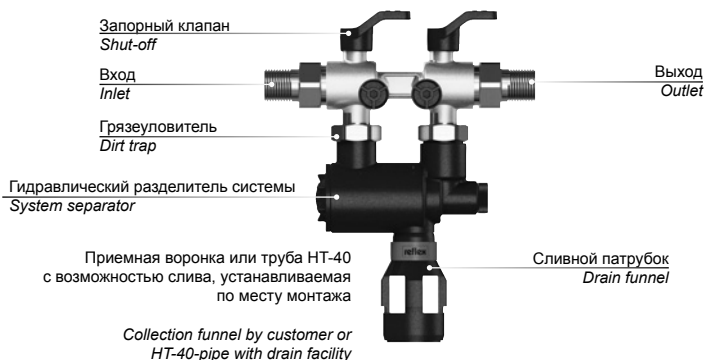 Запорный клапан
Shut-off
Вход
Inlet
Выход
Outlet
Грязеуловитель
Dirt trap
Гидравлический разделитель системы
System separator
reflex
Приемная воронка или труба НТ-40
с возможностью слива, устанавливаемая
по месту монтажа
Сливной патрубок
Drain funnel
Collection funnel by customer or
HT-40-pipe with drain facility